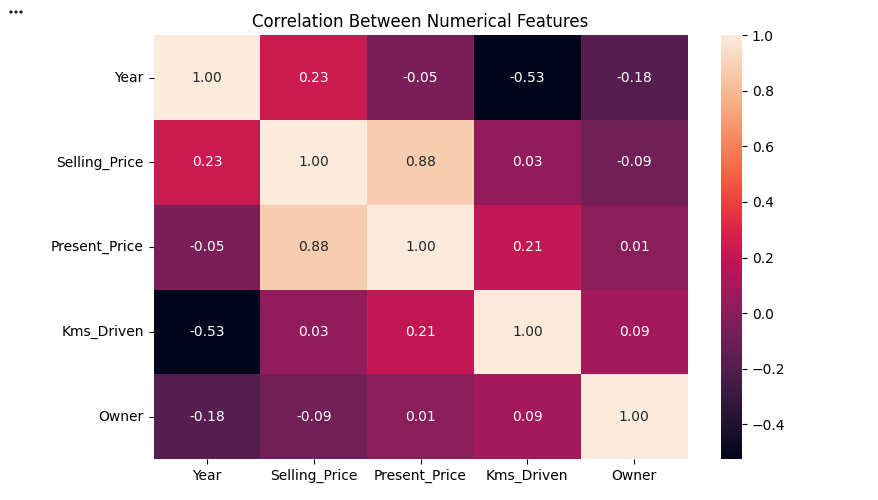 Correlation Between Numerical Features
1.0
Year 1.00 0.23 -0.05 -0.53 -0.18
0.8
Selling_Price 0.23 1.00 0.88 0.03 -0.09
0.6
0.4
Present_Price -0.05 0.88 1.00 0.21 0.01
0.2
0.0
Kms_Driven -0.53 0.03 0.21 1.00 0.09
−0.2
Owner -0.18 -0.09 0.01 0.09 1.00
−0.4
Year Selling_Price Present_Price Kms_Driven Owner